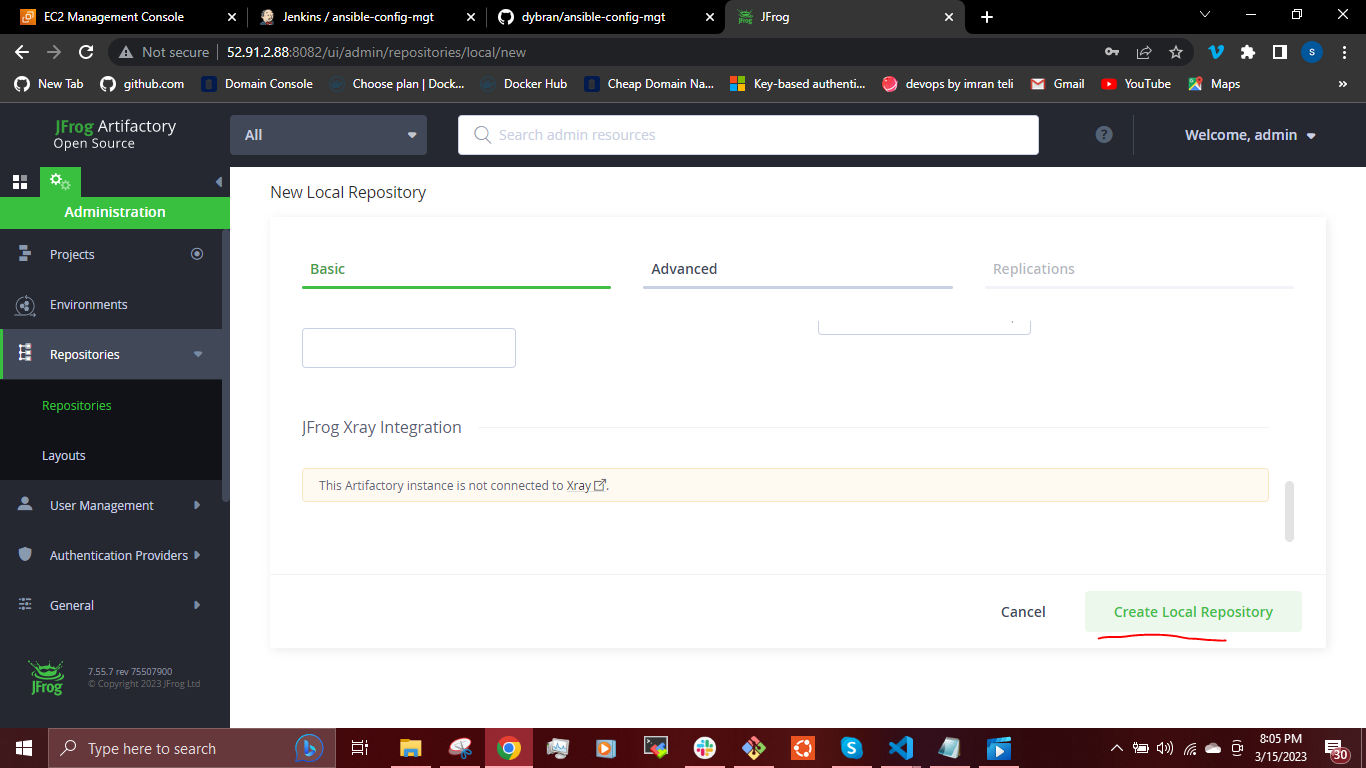 EC2 Management Console
Jenkins / ansible-config-mgt
dybran/ansible-config-mgt
JFrog
Not secure
52.91.2.88:8082/ui/admin/repositories/local/new
S
New Tab
github.com
Domain Console
Choose plan | Dock...
Docker Hub
Cheap Domain Na...
Key-based authenti...
devops by imran teli
Gmail
YouTube
Maps
»
JFrog Artifactory
Open Source
All
Search admin resources
?
Welcome, admin
Administration
Projects
Environments
Repositories
Repositories
Layouts
User Management
Authentication Providers
General
JFrog
7.55.7 rev 75507900
© Copyright 2023 JFrog Ltd
New Local Repository
Basic
Advanced
Replications
JFrog Xray Integration
This Artifactory instance is not connected to Xray.
Cancel
Create Local Repository
Type here to search
8:05 PM
3/15/2023
30